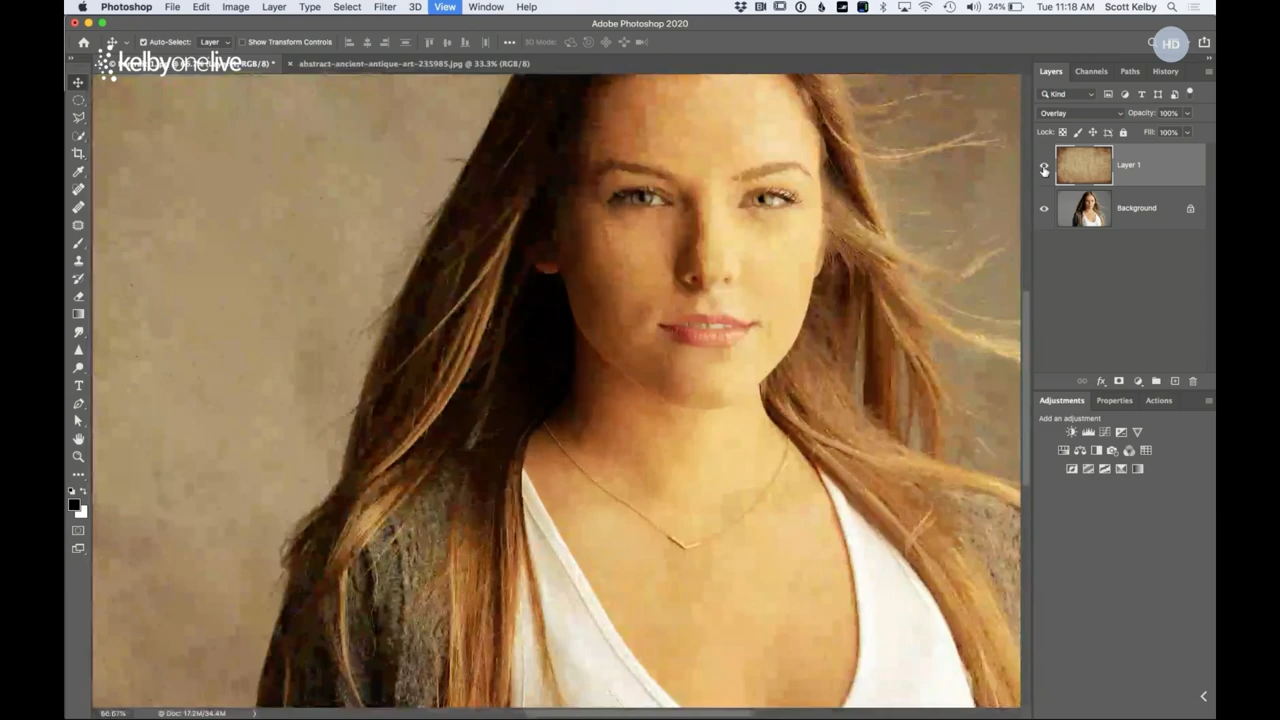 Photoshop File Edit Image Layer Type Select Filter 3D View Window Help
24% Tue 11:18 AM Scott Kelby
Adobe Photoshop 2020
Auto-Select: Layer Show Transform Controls 3D Mode:
HD
kelbyonelive
(RGB/8) * × abstract-ancient-antique-art-235985.jpg @ 33.3% (RGB/8)
Layers Channels Paths History
Kind
Overlay Opacity: 100%
Lock: Fill: 100%
Layer 1
Background
fx
Adjustments Properties Actions
Add an adjustment
66.67% Doc: 17.2M/34.4M